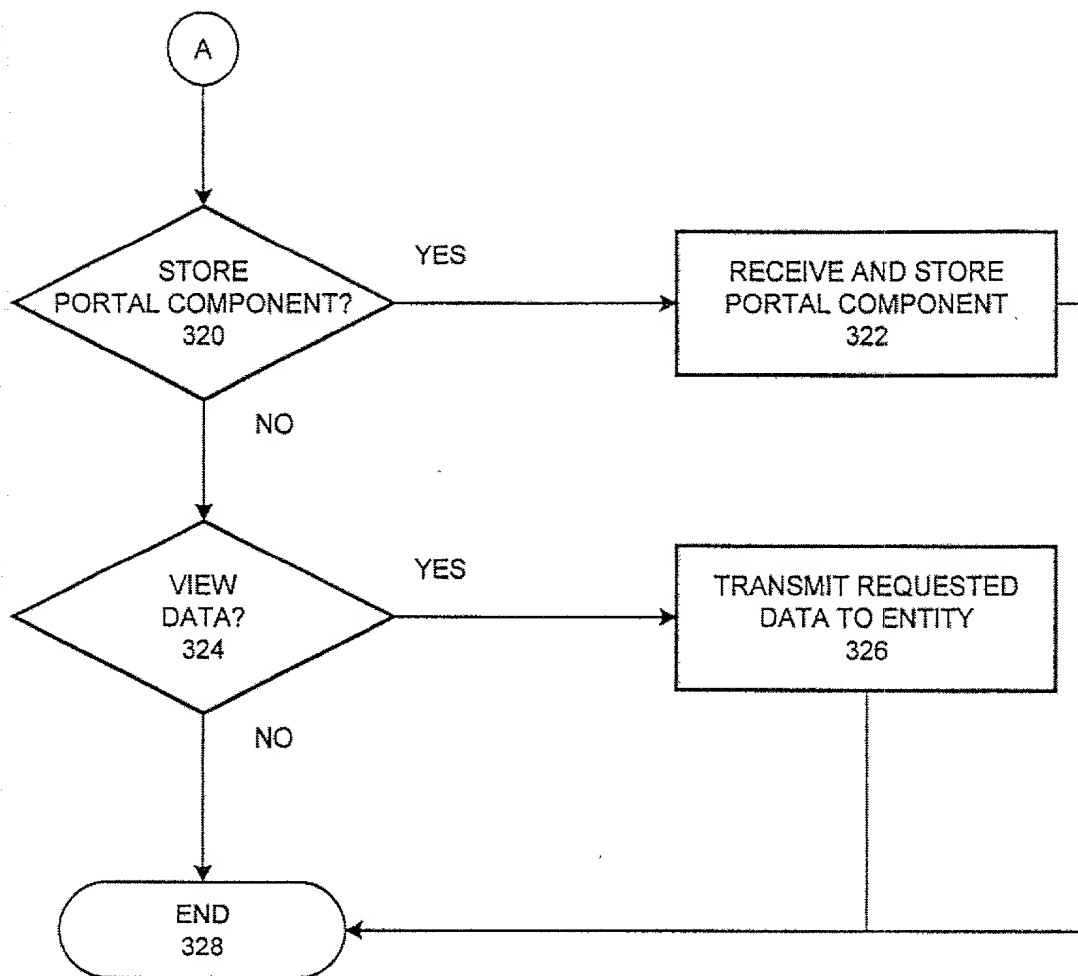 A
STORE
PORTAL COMPONENT?
320
YES
RECEIVE AND STORE
PORTAL COMPONENT
322
NO
VIEW
DATA?
324
YES
TRANSMIT REQUESTED
DATA TO ENTITY
326
NO
END
328